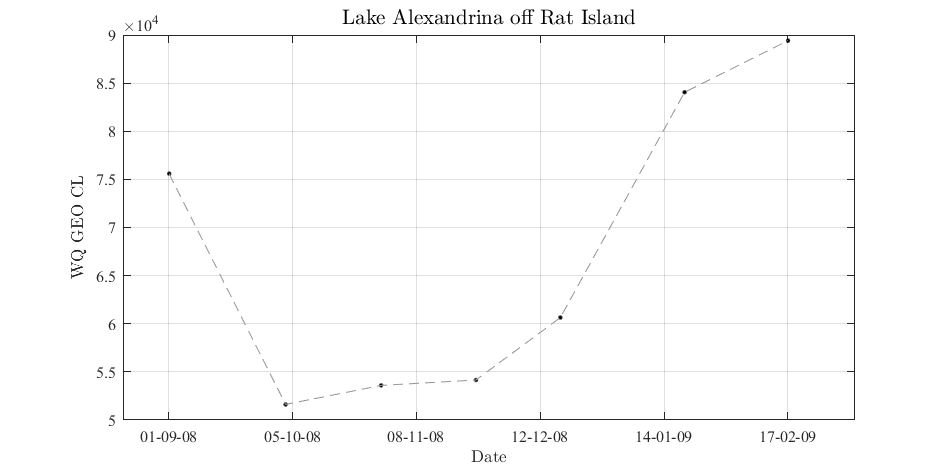 Lake Alexandrina off Rat Island
×10⁴
9
8.5
8
7.5
7
6.5
6
5.5
5
WQ GEO CL
01-09-08 05-10-08 08-11-08 12-12-08 14-01-09 17-02-09
Date